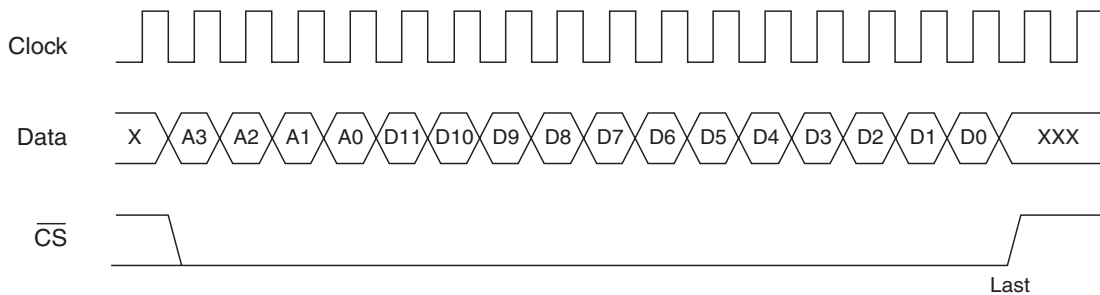 Clock
Data X A3 A2 A1 A0 D11 D10 D9 D8 D7 D6 D5 D4 D3 D2 D1 D0 XXX
CS
Last